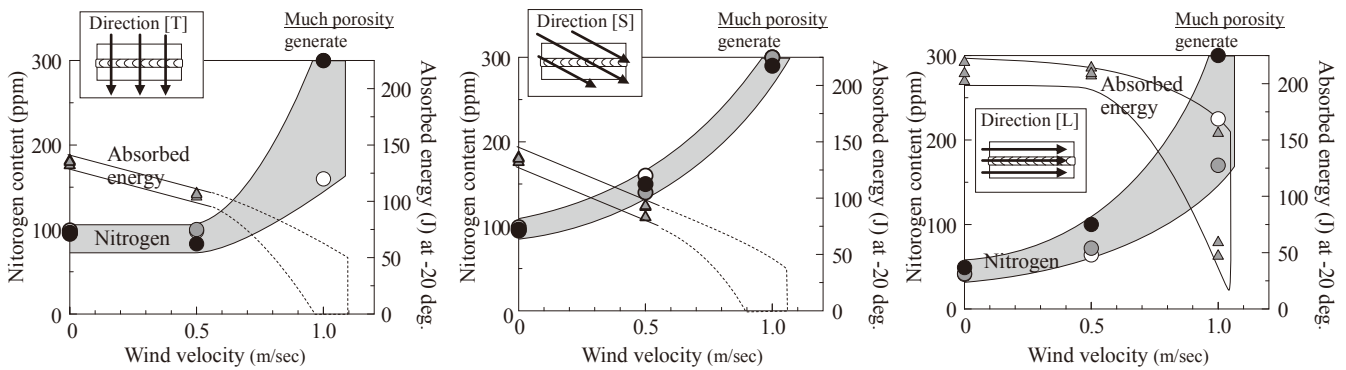 Much porosity
generate
Direction [T]
300
200
100
0
Nitorogen content (ppm)
Absorbed
energy
Nitrogen
200
150
100
50
0
Absorbed energy (J) at -20 deg.
0
0.5
1.0
Wind velocity (m/sec)
Much porosity
generate
Direction [S]
300
200
100
0
Nitorogen content (ppm)
200
150
100
50
0
Absorbed energy (J) at -20 deg.
0
0.5
1.0
Wind velocity (m/sec)
Much porosity
generate
300
200
100
0
Nitorogen content (ppm)
Absorbed
energy
Direction [L]
Nitrogen
200
150
100
50
0
Absorbed energy (J) at -20 deg.
0
0.5
1.0
Wind velocity (m/sec)